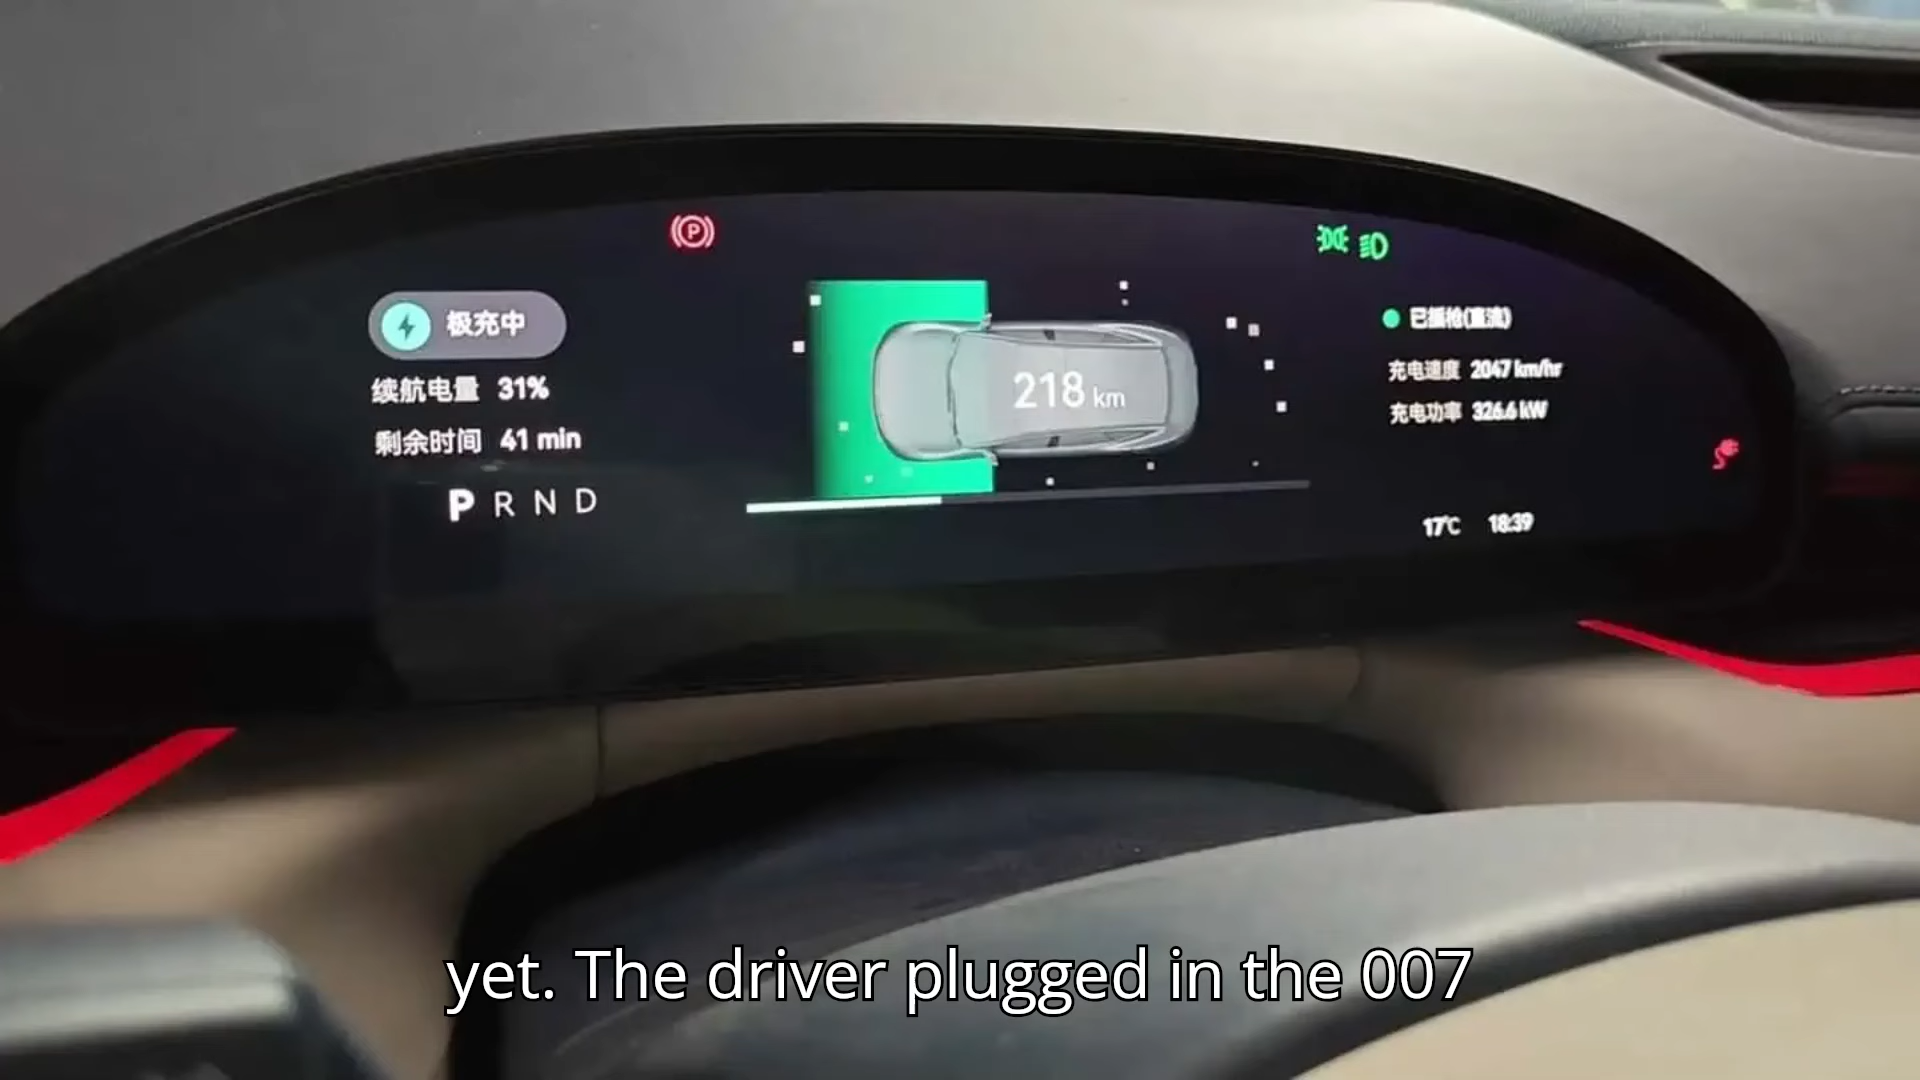 极充中
续航电量 31%
剩余时间 41 min
P R N D
218 km
已插枪(直流)
充电速度 2047 km/hr
充电功率 326.6 kW
17℃ 18:39
yet. The driver plugged in the 007